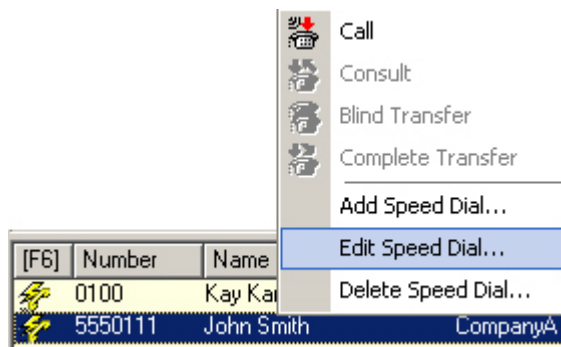 Call
Consult
Blind Transfer
Complete Transfer
Add Speed Dial...
Edit Speed Dial...
Delete Speed Dial...
[F6] Number Name
0100 Kay
5550111 John Smith CompanyA